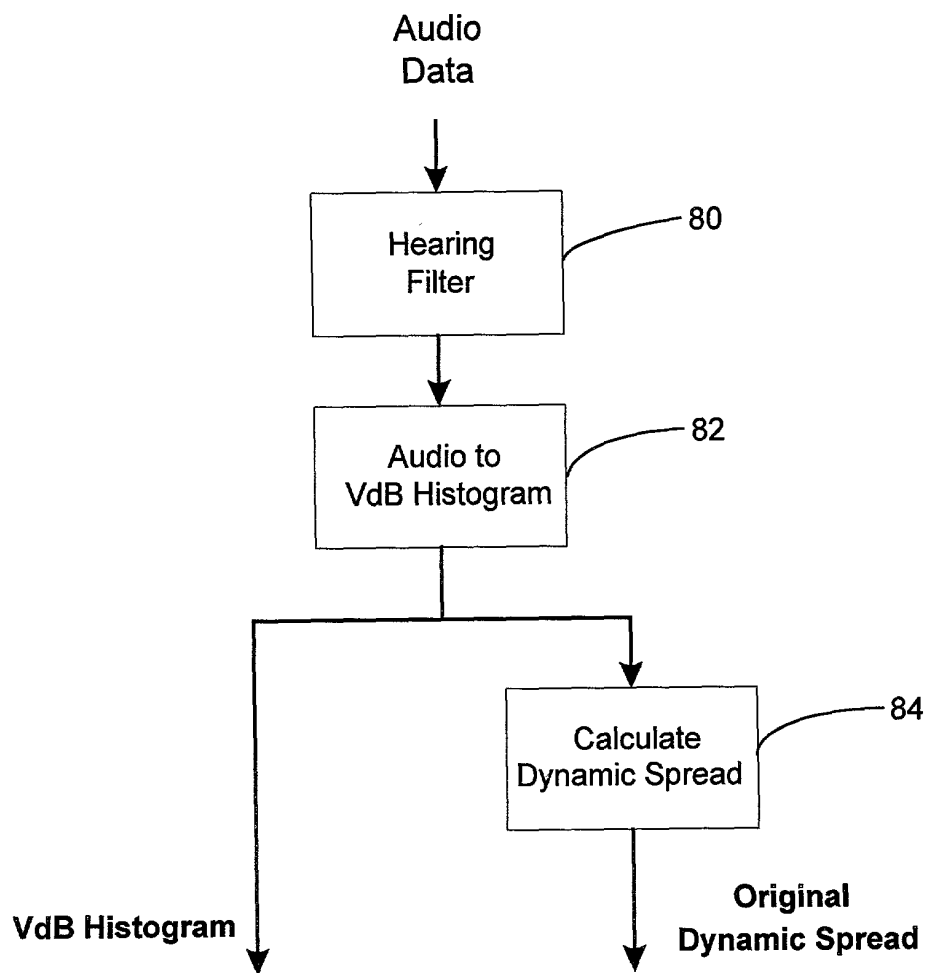 Audio
Data
Hearing
Filter
80
Audio to
VdB Histogram
82
Calculate
Dynamic Spread
84
VdB Histogram
Original
Dynamic Spread